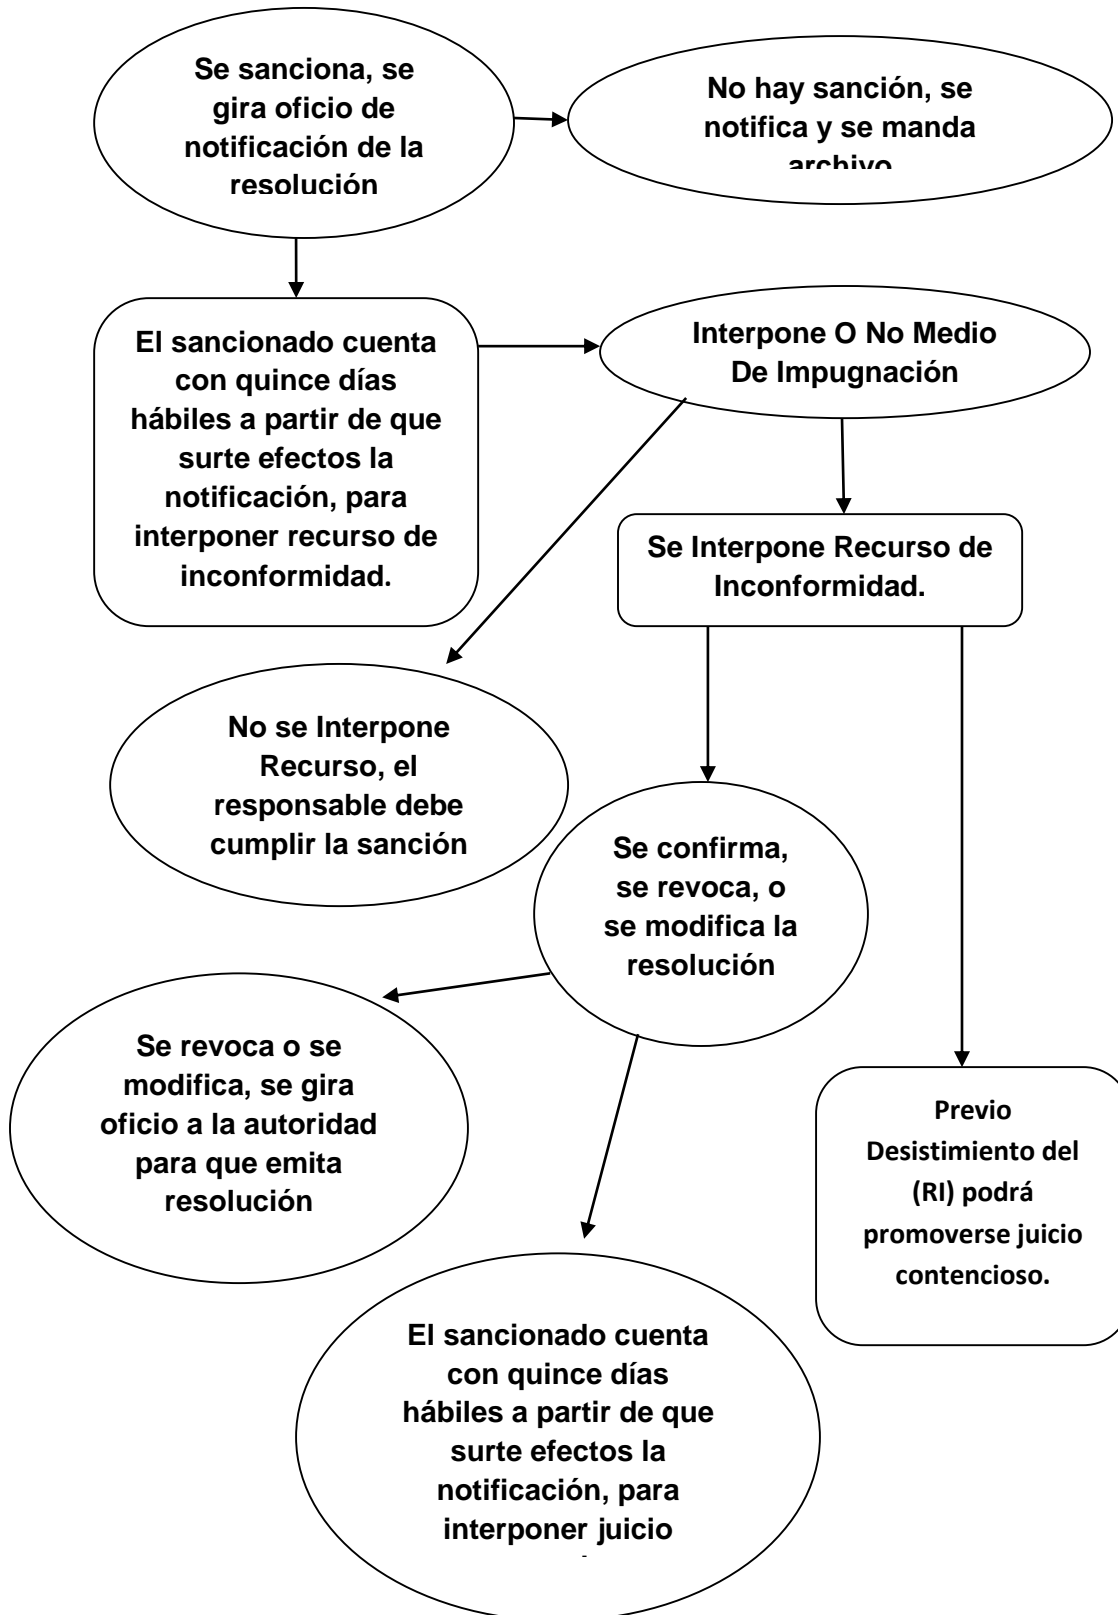 Se sanciona, se
gira oficio de
notificación de la
resolución
No hay sanción, se
notifica y se manda
archivo
El sancionado cuenta
con quince días
hábiles a partir de que
surte efectos la
notificación, para
interponer recurso de
inconformidad.
Interpone O No Medio
De Impugnación
Se Interpone Recurso de
Inconformidad.
No se Interpone
Recurso, el
responsable debe
cumplir la sanción
Se confirma,
se revoca, o
se modifica la
resolución
Se revoca o se
modifica, se gira
oficio a la autoridad
para que emita
resolución
Previo
Desistimiento del
(RI) podrá
promoverse juicio
contencioso.
El sancionado cuenta
con quince días
hábiles a partir de que
surte efectos la
notificación, para
interponer juicio